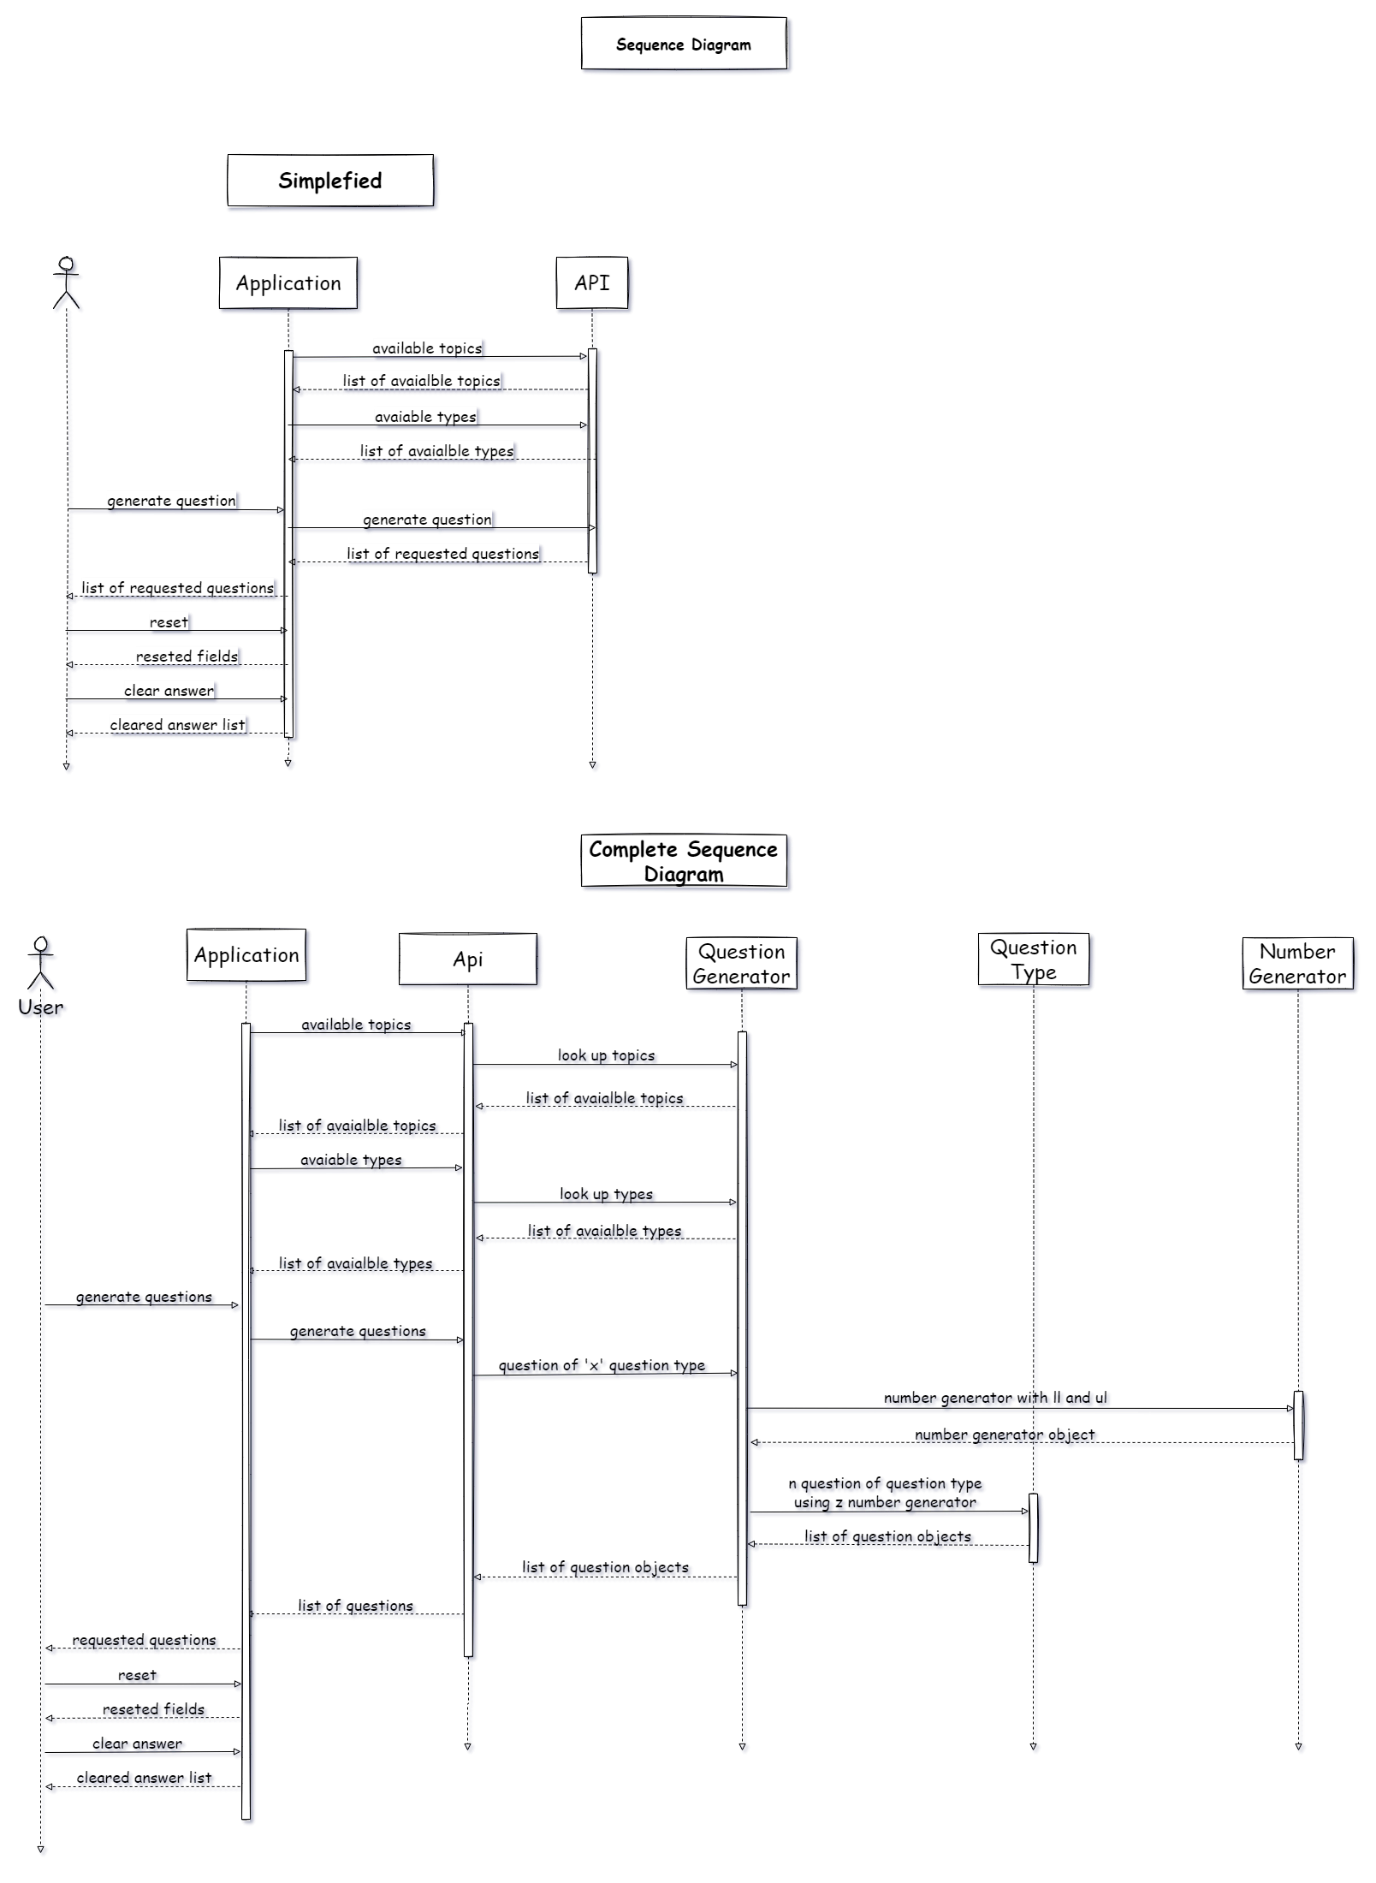 Sequence Diagram
Simplefied
Application
API
available topics
list of avaialble topics
avaiable types
list of avaialble types
generate question
generate question
list of requested questions
list of requested questions
reset
reseted fields
clear answer
cleared answer list
Complete Sequence
Diagram
User
Application
Api
Question
Generator
Question
Type
Number
Generator
available topics
look up topics
list of avaialble topics
list of avaialble topics
avaiable types
look up types
list of avaialble types
list of avaialble types
generate questions
generate questions
question of 'x' question type
number generator with ll and ul
number generator object
n question of question type
using z number generator
list of question objects
list of question objects
list of questions
requested questions
reset
reseted fields
clear answer
cleared answer list